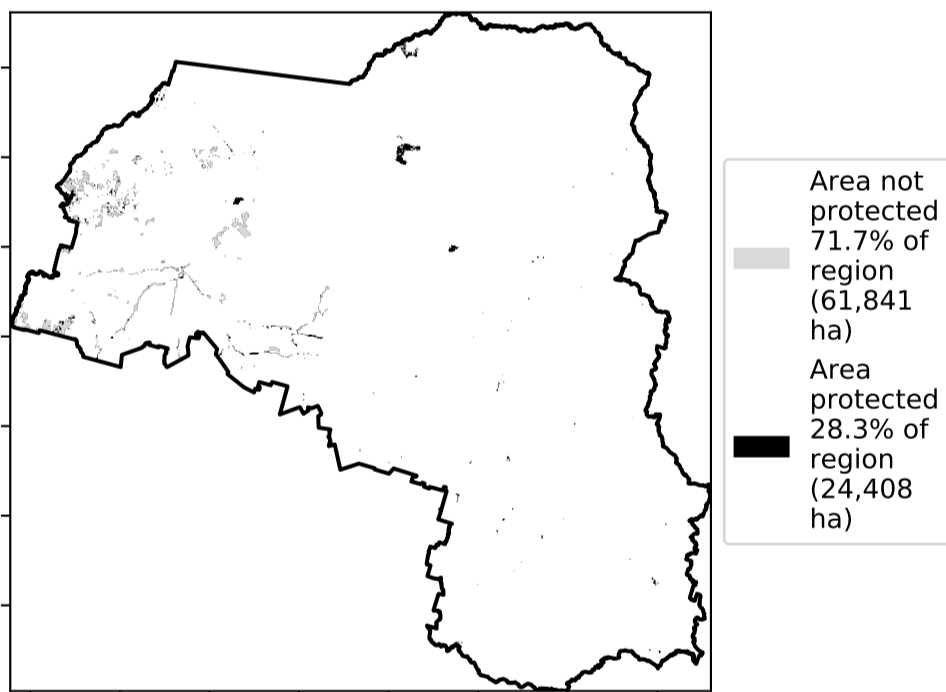 Area not
protected
71.7% of
region
(61,841
ha)
Area
protected
28.3% of
region
(24,408
ha)